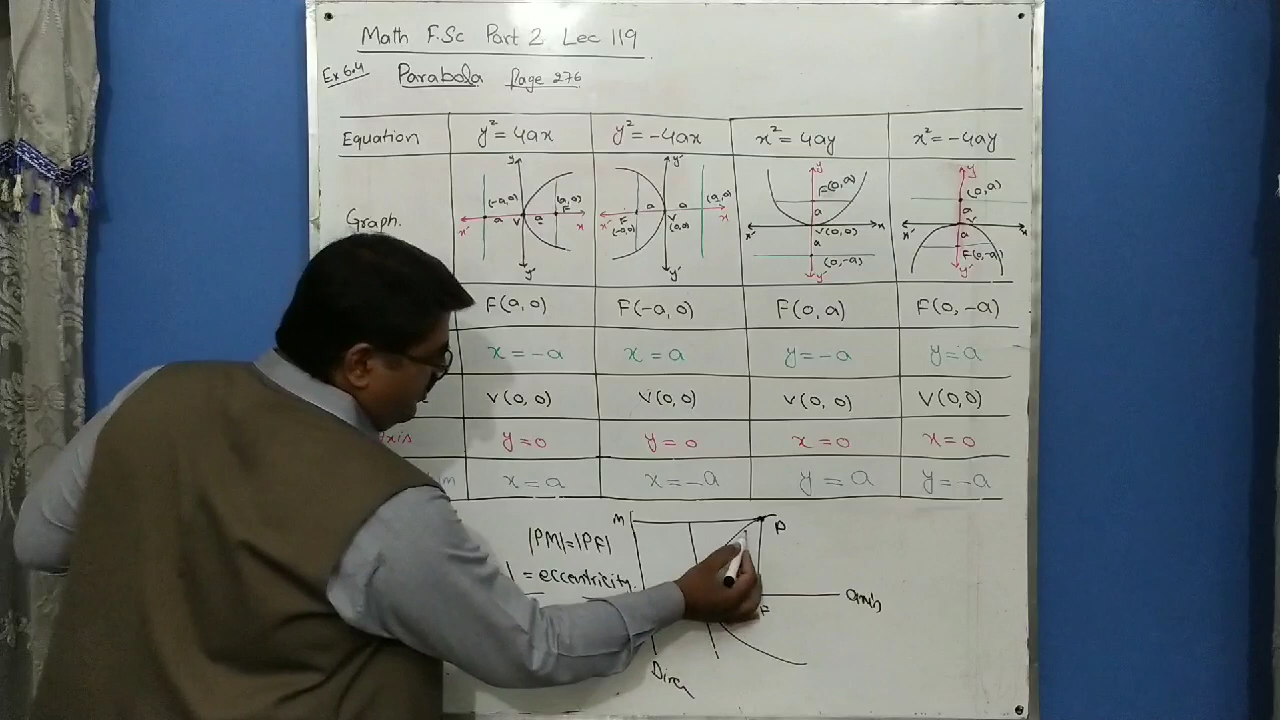 Math F.Sc Part 2 Lec 119
Ex 6.4 Parabola Page 276
Equation y² = 4ax y² = -4ax x² = 4ay x² = -4ay
Graph.
y (-a,0) (a,0) F a a V x' x y'
y' (a,0) a a F (-a,0) V (0,0) x' x y'
y F(0,a) a V(0,0) a (0,-a) x' x y'
y (0,a) a V a F(0,-a) x' x y'
F(a, 0) F(-a, 0) F(0, a) F(0, -a)
x = -a x = a y = -a y = a
V(0, 0) V(0, 0) V(0, 0) V(0, 0)
Axis y = 0 y = 0 x = 0 x = 0
m x = a x = -a y = a y = -a
M P
|PM| = |PF|
| = eccentricity.
F axis
Direc